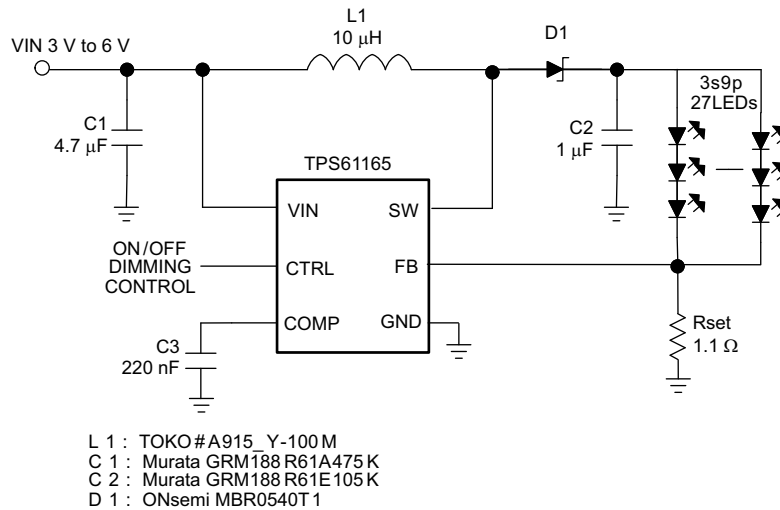 L1
10 μH
D1
VIN 3 V to 6 V
3s9p
27LEDs
C1
4.7 μF
C2
1 μF
TPS61165
VIN
SW
ON/OFF
DIMMING
CONTROL
CTRL
FB
COMP
GND
C3
220 nF
Rset
1.1 Ω
L 1 : TOKO # A915_Y-100 M
C 1 : Murata GRM188 R61A475 K
C 2 : Murata GRM188 R61E105 K
D 1 : ONsemi MBR0540T 1